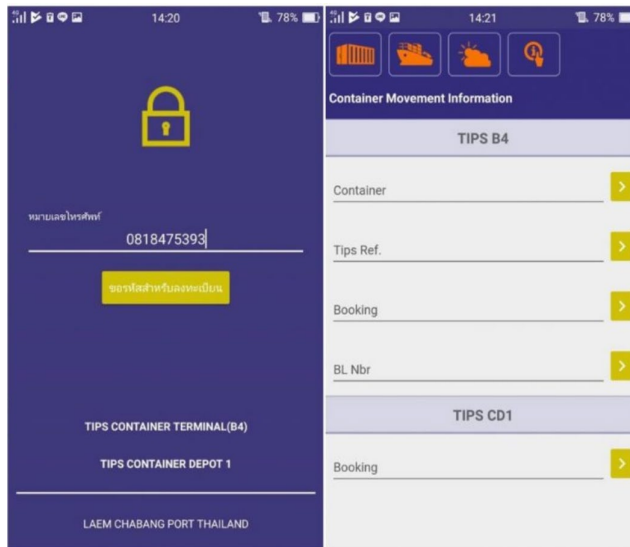 4G
14:20
78%
หมายเลขโทรศัพท์
0818475393
ขอรหัสสำหรับลงทะเบียน
TIPS CONTAINER TERMINAL(B4)
TIPS CONTAINER DEPOT 1
LAEM CHABANG PORT THAILAND
4G
14:21
78%
Container Movement Information
TIPS B4
Container
Tips Ref.
Booking
BL Nbr
TIPS CD1
Booking